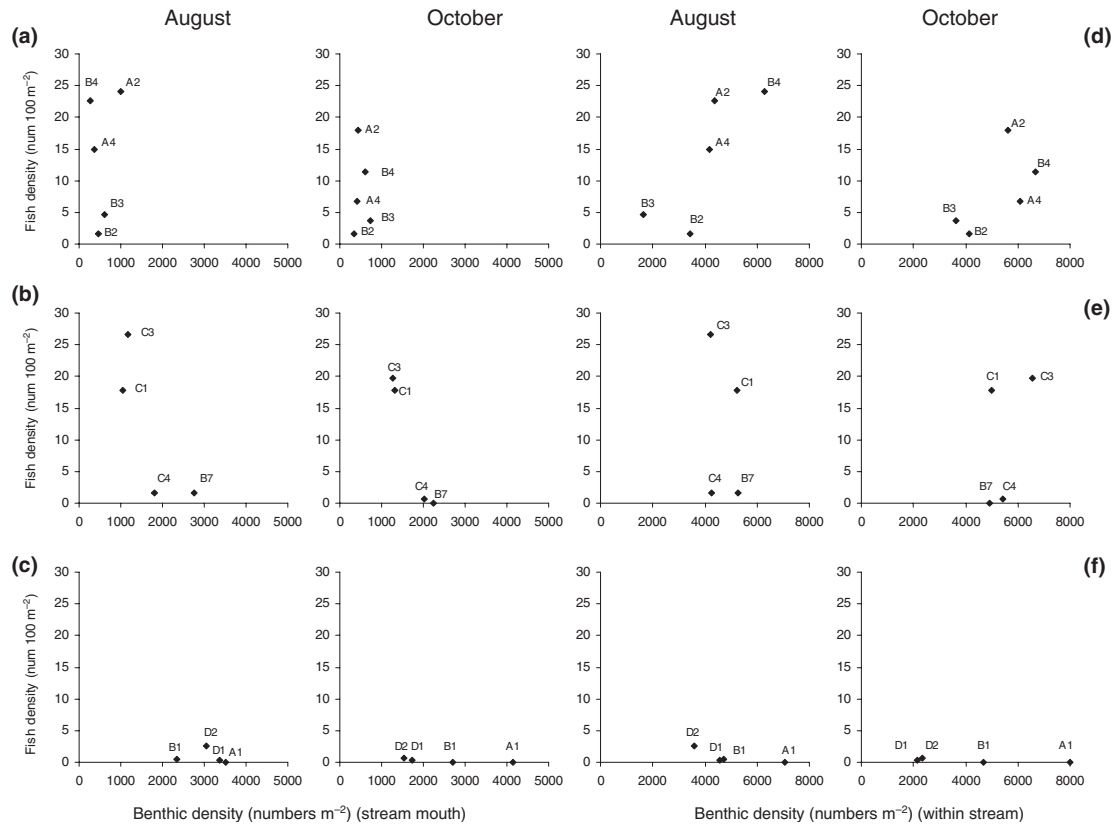 August
October
August
October
(a)
(d)
Fish density (num 100 m⁻²)
30
25
20
15
10
5
0
B4
A2
A4
B3
B2
0 1000 2000 3000 4000 5000
30
25
20
15
10
5
0
A2
B4
A4
B3
B2
0 1000 2000 3000 4000 5000
30
25
20
15
10
5
0
A2
B4
A4
B3
B2
0 2000 4000 6000 8000
30
25
20
15
10
5
0
A2
B4
A4
B3
B2
0 2000 4000 6000 8000
(b)
(e)
Fish density (num 100 m⁻²)
30
25
20
15
10
5
0
C3
C1
C4
B7
0 1000 2000 3000 4000 5000
30
25
20
15
10
5
0
C3
C1
C4
B7
0 1000 2000 3000 4000 5000
30
25
20
15
10
5
0
C3
C1
C4
B7
0 2000 4000 6000 8000
30
25
20
15
10
5
0
C1
C3
B7
C4
0 2000 4000 6000 8000
(c)
(f)
Fish density (num 100 m⁻²)
30
25
20
15
10
5
0
D2
B1
D1
A1
0 1000 2000 3000 4000 5000
30
25
20
15
10
5
0
D2
D1
B1
A1
0 1000 2000 3000 4000 5000
30
25
20
15
10
5
0
D2
D1
B1
A1
0 2000 4000 6000 8000
30
25
20
15
10
5
0
D1
D2
B1
A1
0 2000 4000 6000 8000
Benthic density (numbers m⁻²) (stream mouth)
Benthic density (numbers m⁻²) (within stream)